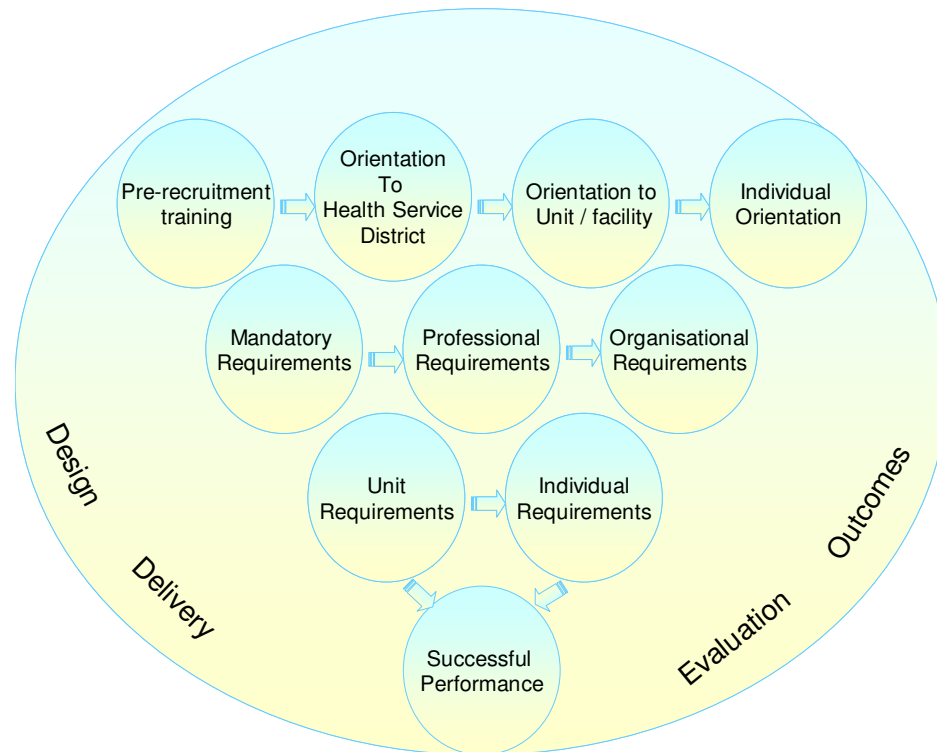 Pre-recruitment
training
Orientation
To
Health Service
District
Orientation to
Unit / facility
Individual
Orientation
Mandatory
Requirements
Professional
Requirements
Organisational
Requirements
Unit
Requirements
Individual
Requirements
Successful
Performance
Design
Delivery
Evaluation
Outcomes